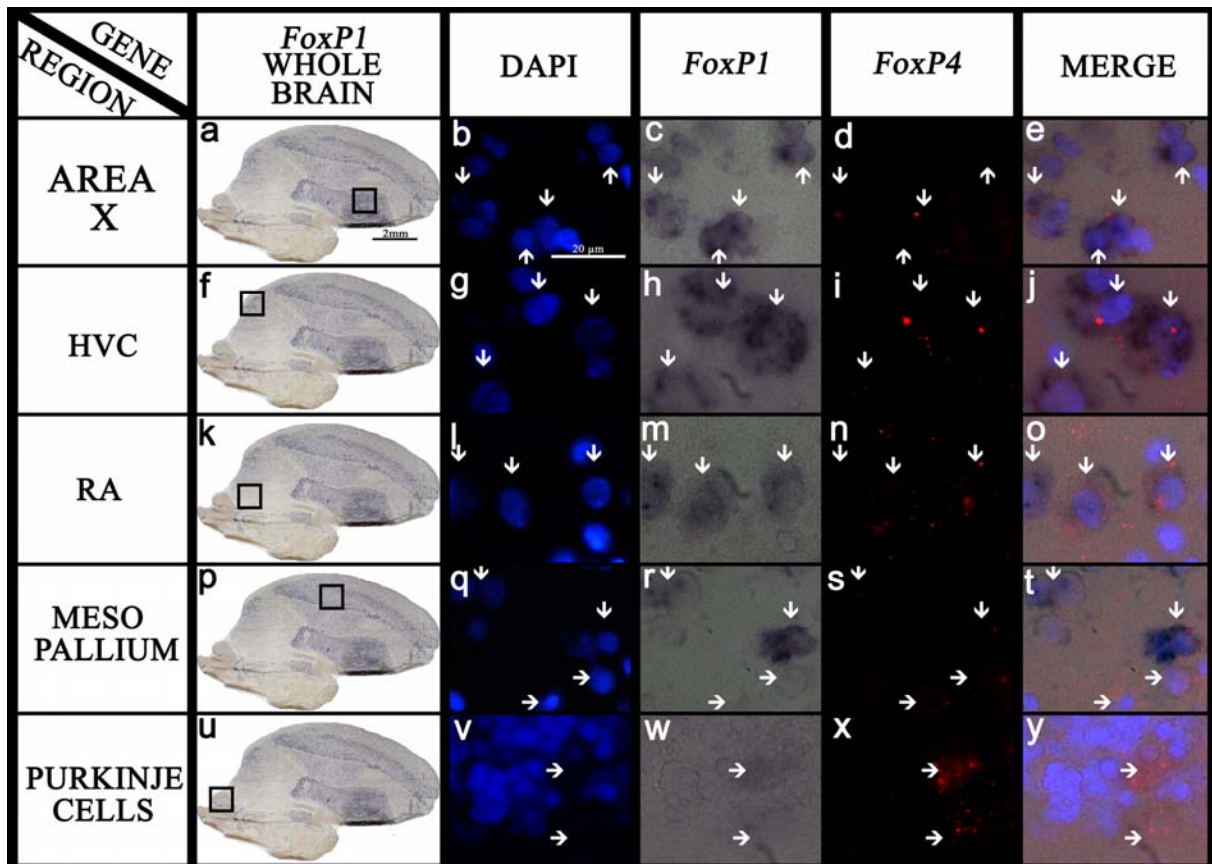 GENE
REGION
FoxP1
WHOLE
BRAIN
DAPI
FoxP1
FoxP4
MERGE
AREA
X
a
2mm
b
20 µm
c
d
e
HVC
f
g
h
i
j
RA
k
l
m
n
o
MESO
PALLIUM
p
q
r
s
t
PURKINJE
CELLS
u
v
w
x
y